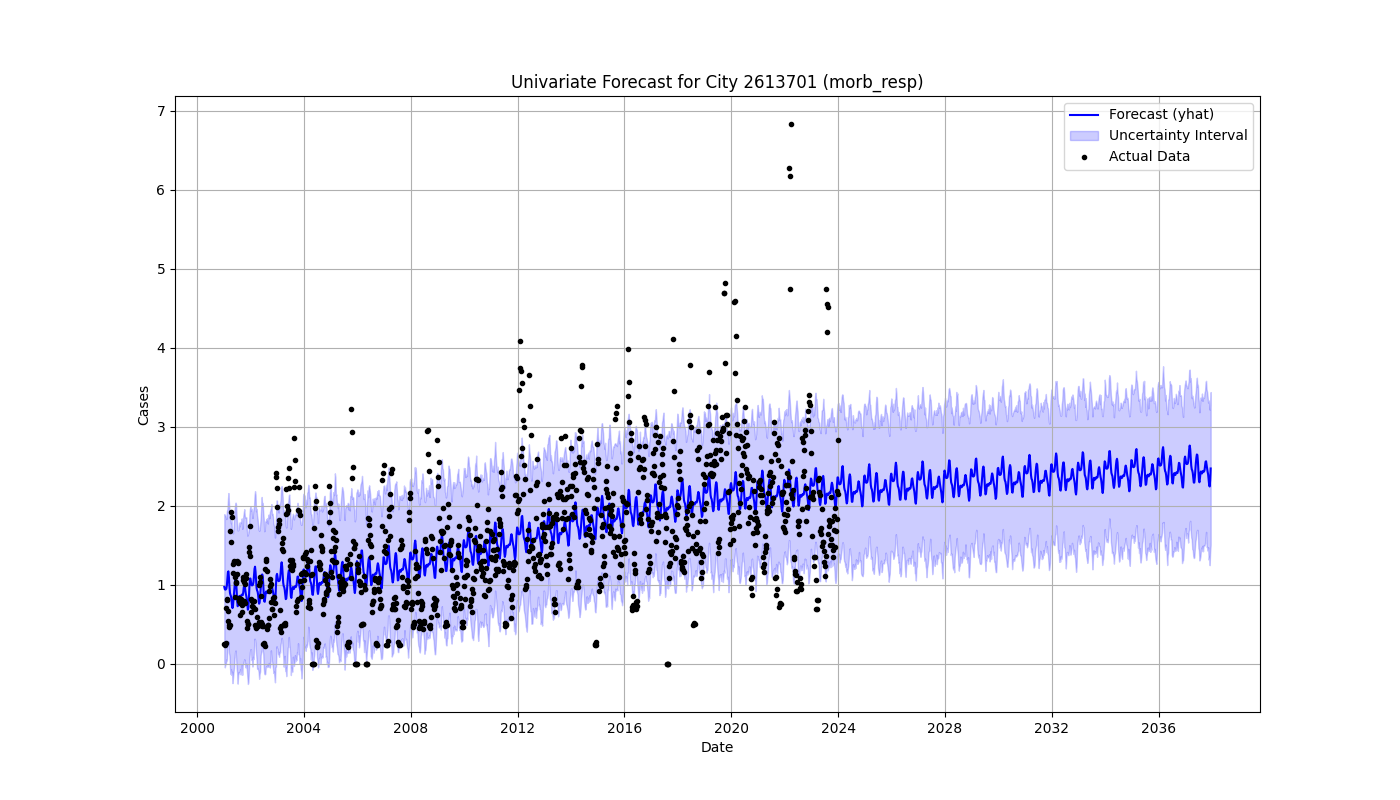 Univariate Forecast for City 2613701 (morb_resp)
Forecast (yhat)
Uncertainty Interval
Actual Data
Cases
7
6
5
4
3
2
1
0
2000 2004 2008 2012 2016 2020 2024 2028 2032 2036
Date